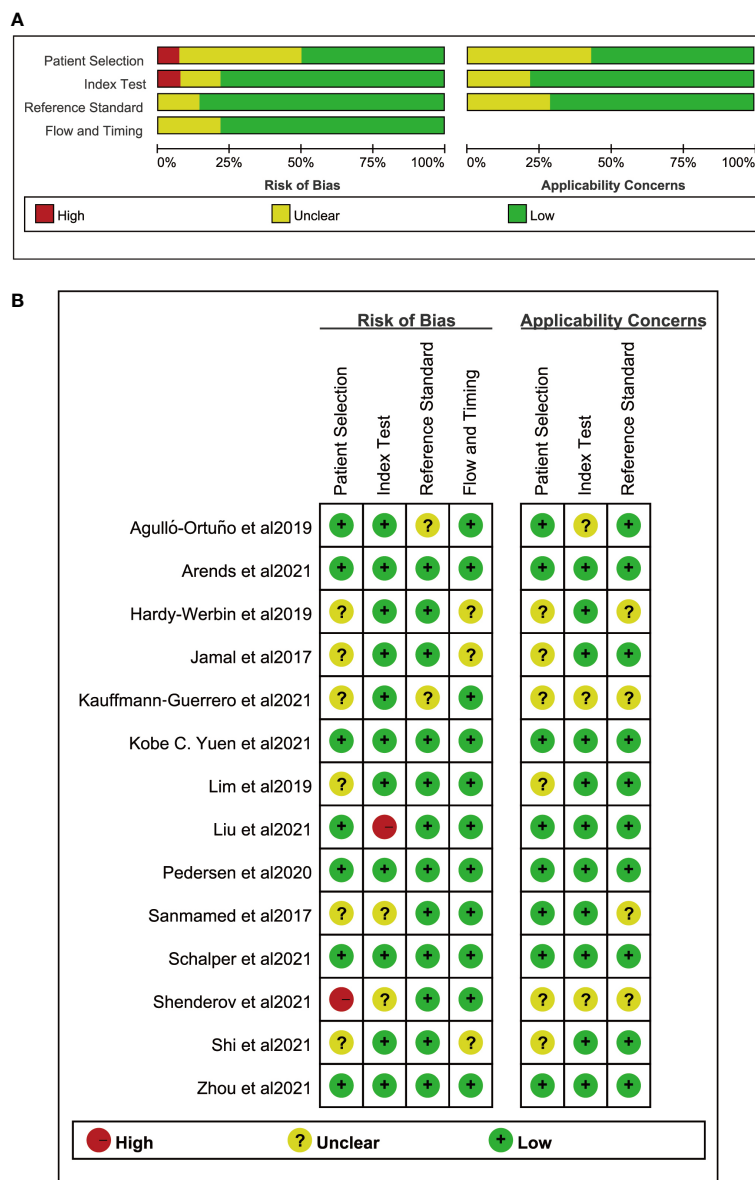 A
Patient Selection
Index Test
Reference Standard
Flow and Timing
0% 25% 50% 75% 100% 0% 25% 50% 75% 100%
Risk of Bias Applicability Concerns
High Unclear Low
B
Risk of Bias Applicability Concerns
Patient Selection
Index Test
Reference Standard
Flow and Timing
Patient Selection
Index Test
Reference Standard
Agulló-Ortuño et al2019 + + ? + + ? +
Arends et al2021 + + + + + + +
Hardy-Werbin et al2019 ? + + ? ? + ?
Jamal et al2017 ? + + ? ? + +
Kauffmann-Guerrero et al2021 ? + ? + ? ? ?
Kobe C. Yuen et al2021 + + + + + + +
Lim et al2019 ? + + + ? + +
Liu et al2021 + – + + + + +
Pedersen et al2020 + + + + + + +
Sanmamed et al2017 ? ? + + + + ?
Schalper et al2021 + + + + + + +
Shenderov et al2021 – ? + + ? ? ?
Shi et al2021 ? + + ? ? + +
Zhou et al2021 + + + + + + +
– High ? Unclear + Low